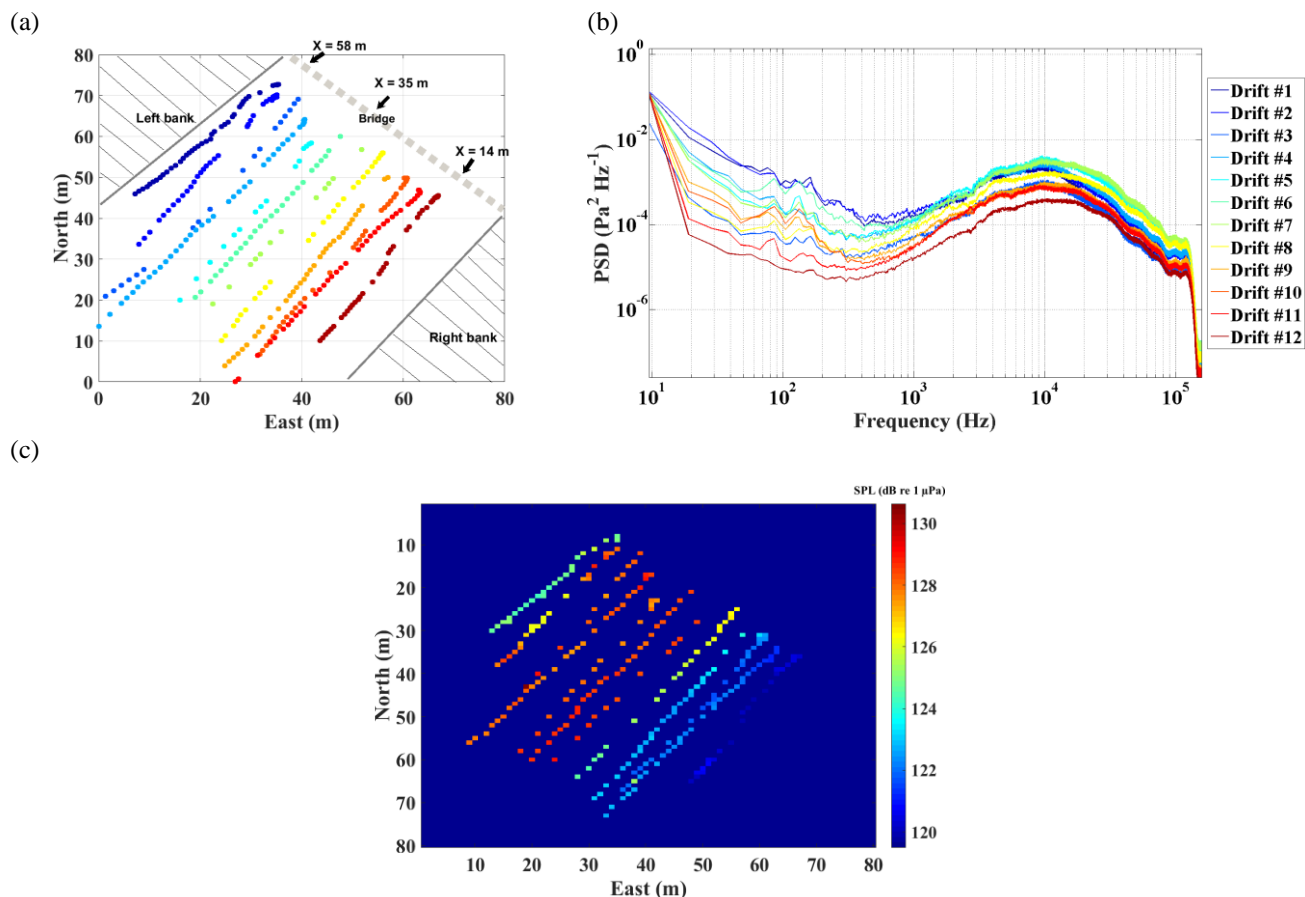 (a)
80
70
60
50
40
30
20
10
0
0
20
40
60
80
North (m)
East (m)
Left bank
Right bank
X = 58 m
X = 35 m
Bridge
X = 14 m
(b)
10^0
10^-2
10^-4
10^-6
PSD (Pa^2 Hz^-1)
10^1
10^2
10^3
10^4
10^5
Frequency (Hz)
Drift #1
Drift #2
Drift #3
Drift #4
Drift #5
Drift #6
Drift #7
Drift #8
Drift #9
Drift #10
Drift #11
Drift #12
(c)
SPL (dB re 1 µPa)
10
20
30
40
50
60
70
80
North (m)
10
20
30
40
50
60
70
80
East (m)
130
128
126
124
122
120